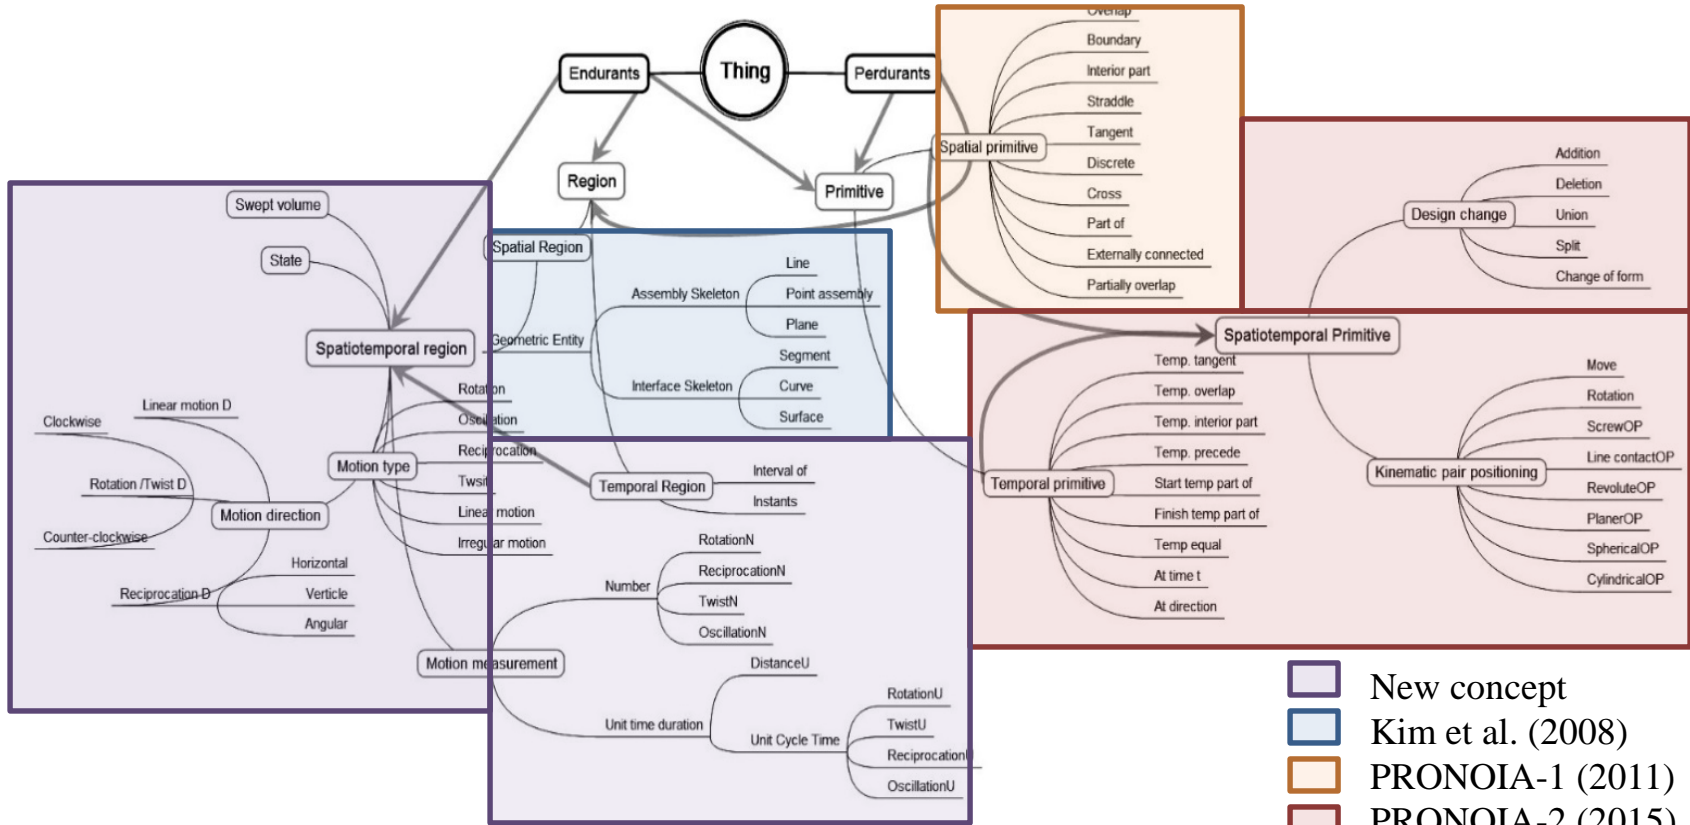 Thing
Endurants
Perdurants
Region
Primitive
Spatial primitive
Overlap
Boundary
Interior part
Straddle
Tangent
Discrete
Cross
Part of
Externally connected
Partially overlap
Design change
Addition
Deletion
Union
Split
Change of form
Swept volume
State
Spatiotemporal region
Spatial Region
Geometric Entity
Assembly Skeleton
Line
Point assembly
Plane
Interface Skeleton
Segment
Curve
Surface
Spatiotemporal Primitive
Temporal primitive
Temp. tangent
Temp. overlap
Temp. interior part
Temp. precede
Start temp part of
Finish temp part of
Temp equal
At time t
At direction
Kinematic pair positioning
Move
Rotation
ScrewOP
Line contactOP
RevoluteOP
PlanerOP
SphericalOP
CylindricalOP
Motion type
Rotation
Oscillation
Reciprocation
Twsit
Linear motion
Irregular motion
Motion direction
Linear motion D
Clockwise
Rotation /Twist D
Counter-clockwise
Reciprocation D
Horizontal
Verticle
Angular
Temporal Region
Interval of
Instants
Motion measurement
Number
RotationN
ReciprocationN
TwistN
OscillationN
Unit time duration
DistanceU
Unit Cycle Time
RotationU
TwistU
ReciprocationU
OscillationU
New concept
Kim et al. (2008)
PRONOIA-1 (2011)
PRONOIA-2 (2015)